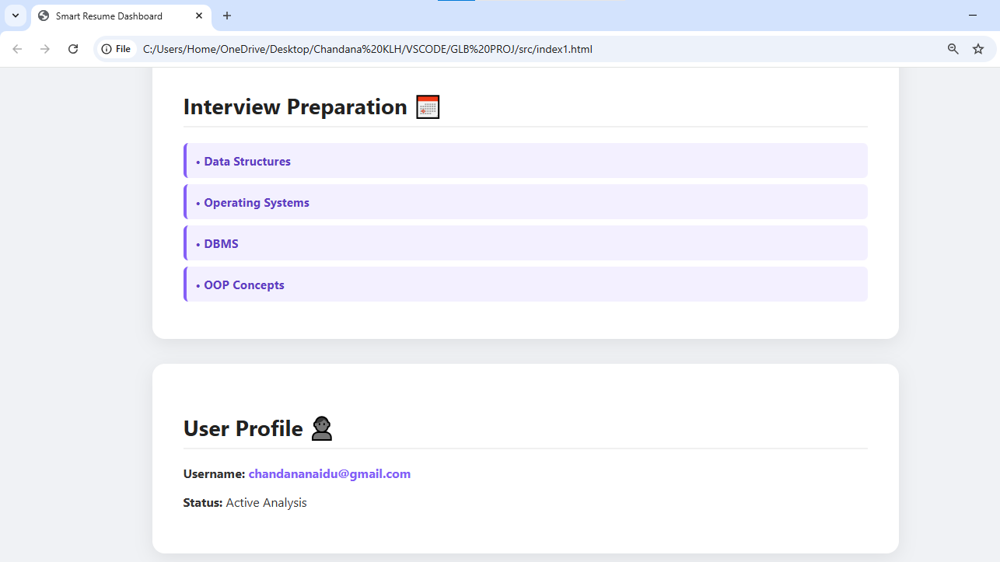 Smart Resume Dashboard
File C:/Users/Home/OneDrive/Desktop/Chandana%20KLH/VSCODE/GLB%20PROJ/src/index1.html
Interview Preparation
• Data Structures
• Operating Systems
• DBMS
• OOP Concepts
User Profile
Username: chandananaidu@gmail.com
Status: Active Analysis